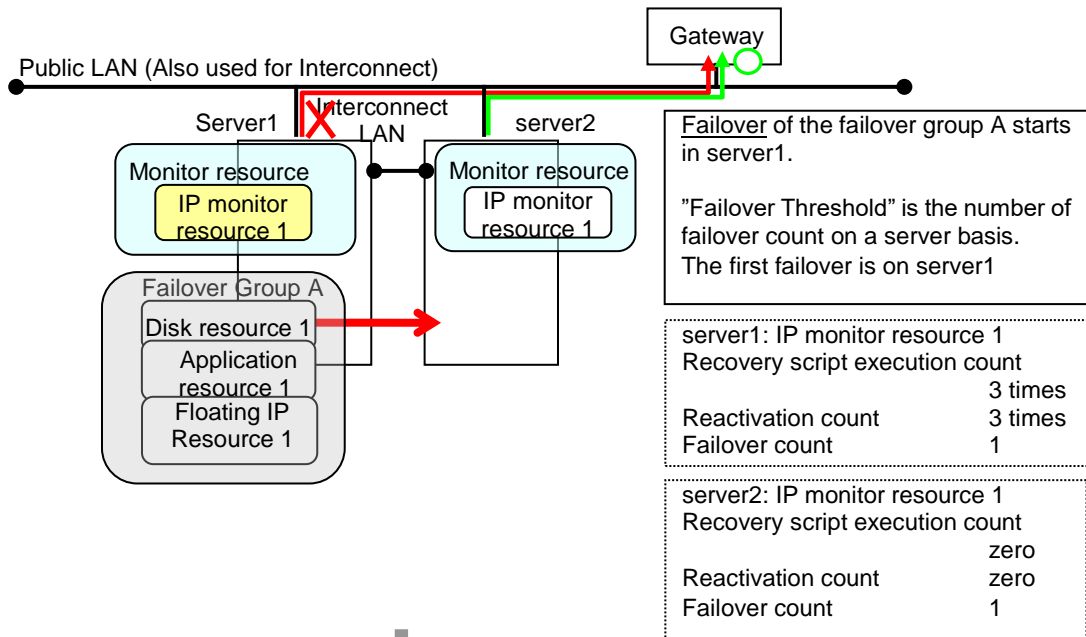 Gateway
Public LAN (Also used for Interconnect)
Interconnect
LAN
Server1
server2
Monitor resource
IP monitor
resource 1
Monitor resource
IP monitor
resource 1
Failover Group A
Disk resource 1
Application
resource 1
Floating IP
Resource 1
Failover of the failover group A starts
in server1.
”Failover Threshold” is the number of
failover count on a server basis.
The first failover is on server1
server1: IP monitor resource 1
Recovery script execution count
3 times
Reactivation count 3 times
Failover count 1
server2: IP monitor resource 1
Recovery script execution count
zero
Reactivation count zero
Failover count 1